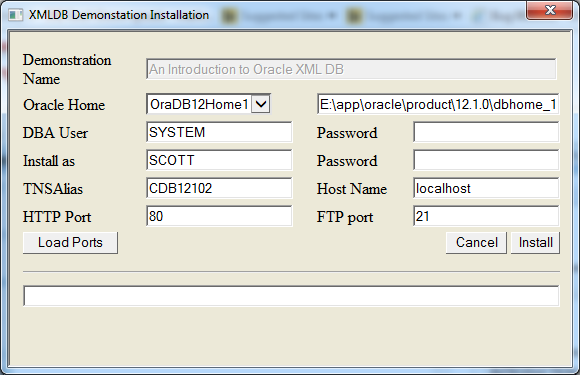 XMLDB Demonstation Installation
Suggested Sites
Suggested Sites
Demonstration
Name
An Introduction to Oracle XML DB
Oracle Home OraDB12Home1 E:\app\oracle\product\12.1.0\dbhome_1
DBA User SYSTEM Password
Install as SCOTT Password
TNSAlias CDB12102 Host Name localhost
HTTP Port 80 FTP port 21
Load Ports Cancel Install